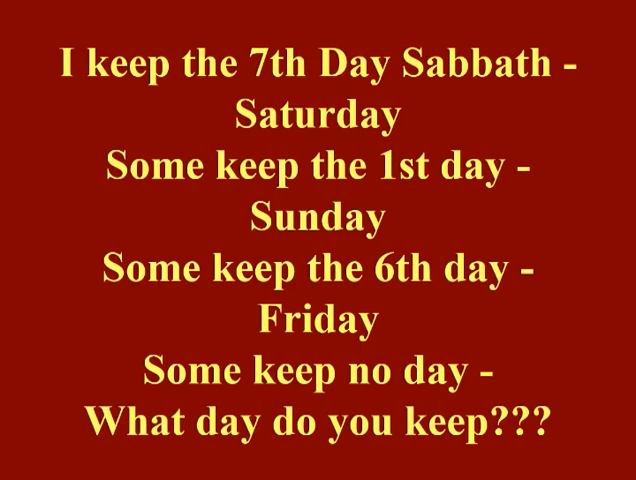 I keep the 7th Day Sabbath -
Saturday
Some keep the 1st day -
Sunday
Some keep the 6th day -
Friday
Some keep no day -
What day do you keep???